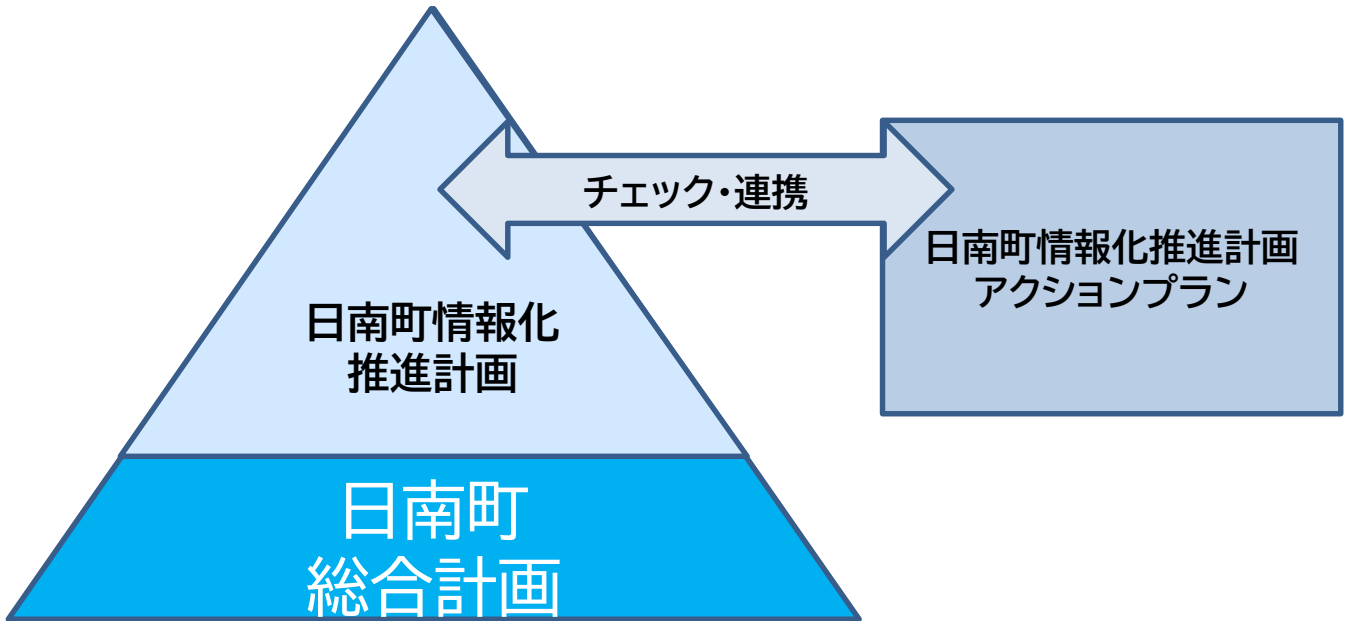 チェック・連携
日南町情報化推進計画
アクションプラン
日南町情報化
推進計画
日南町
総合計画